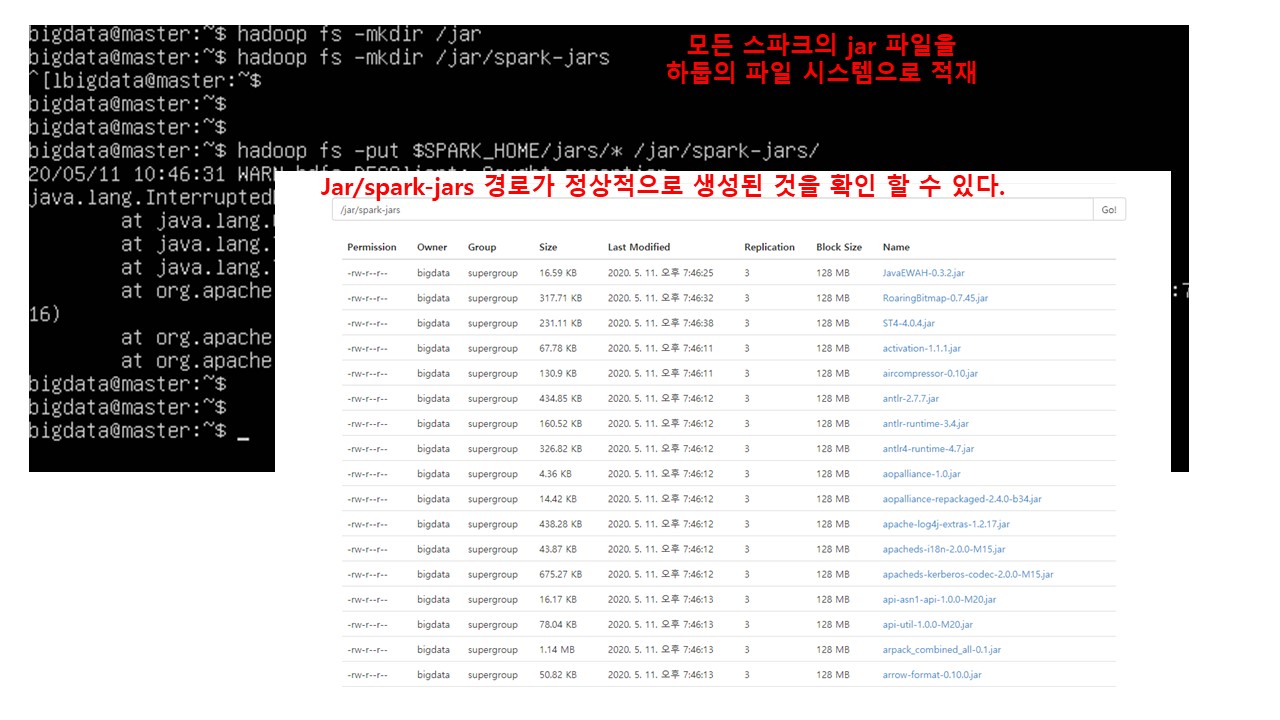 bigdata@master:~$ hadoop fs -mkdir /jar
bigdata@master:~$ hadoop fs -mkdir /jar/spark-jars
^[lbigdata@master:~$
bigdata@master:~$
bigdata@master:~$
bigdata@master:~$ hadoop fs -put $SPARK_HOME/jars/* /jar/spark-jars/
20/05/11 10:46:31 WARN hdfs.DFSClient: Caught exception
java.lang.Interrupted
at java.lang.
at java.lang.
at java.lang.
at org.apache
16)
at org.apache
at org.apache
bigdata@master:~$
bigdata@master:~$
bigdata@master:~$ _
모든 스파크의 jar 파일을
하둡의 파일 시스템으로 적재
Jar/spark-jars 경로가 정상적으로 생성된 것을 확인 할 수 있다.
/jar/spark-jars Go!
Permission Owner Group Size Last Modified Replication Block Size Name
-rw-r--r-- bigdata supergroup 16.59 KB 2020. 5. 11. 오후 7:46:25 3 128 MB JavaEWAH-0.3.2.jar
-rw-r--r-- bigdata supergroup 317.71 KB 2020. 5. 11. 오후 7:46:32 3 128 MB RoaringBitmap-0.7.45.jar
-rw-r--r-- bigdata supergroup 231.11 KB 2020. 5. 11. 오후 7:46:38 3 128 MB ST4-4.0.4.jar
-rw-r--r-- bigdata supergroup 67.78 KB 2020. 5. 11. 오후 7:46:11 3 128 MB activation-1.1.1.jar
-rw-r--r-- bigdata supergroup 130.9 KB 2020. 5. 11. 오후 7:46:11 3 128 MB aircompressor-0.10.jar
-rw-r--r-- bigdata supergroup 434.85 KB 2020. 5. 11. 오후 7:46:12 3 128 MB antlr-2.7.7.jar
-rw-r--r-- bigdata supergroup 160.52 KB 2020. 5. 11. 오후 7:46:12 3 128 MB antlr-runtime-3.4.jar
-rw-r--r-- bigdata supergroup 326.82 KB 2020. 5. 11. 오후 7:46:12 3 128 MB antlr4-runtime-4.7.jar
-rw-r--r-- bigdata supergroup 4.36 KB 2020. 5. 11. 오후 7:46:12 3 128 MB aopalliance-1.0.jar
-rw-r--r-- bigdata supergroup 14.42 KB 2020. 5. 11. 오후 7:46:12 3 128 MB aopalliance-repackaged-2.4.0-b34.jar
-rw-r--r-- bigdata supergroup 438.28 KB 2020. 5. 11. 오후 7:46:12 3 128 MB apache-log4j-extras-1.2.17.jar
-rw-r--r-- bigdata supergroup 43.87 KB 2020. 5. 11. 오후 7:46:12 3 128 MB apacheds-i18n-2.0.0-M15.jar
-rw-r--r-- bigdata supergroup 675.27 KB 2020. 5. 11. 오후 7:46:12 3 128 MB apacheds-kerberos-codec-2.0.0-M15.jar
-rw-r--r-- bigdata supergroup 16.17 KB 2020. 5. 11. 오후 7:46:13 3 128 MB api-asn1-api-1.0.0-M20.jar
-rw-r--r-- bigdata supergroup 78.04 KB 2020. 5. 11. 오후 7:46:13 3 128 MB api-util-1.0.0-M20.jar
-rw-r--r-- bigdata supergroup 1.14 MB 2020. 5. 11. 오후 7:46:13 3 128 MB arpack_combined_all-0.1.jar
-rw-r--r-- bigdata supergroup 50.82 KB 2020. 5. 11. 오후 7:46:13 3 128 MB arrow-format-0.10.0.jar